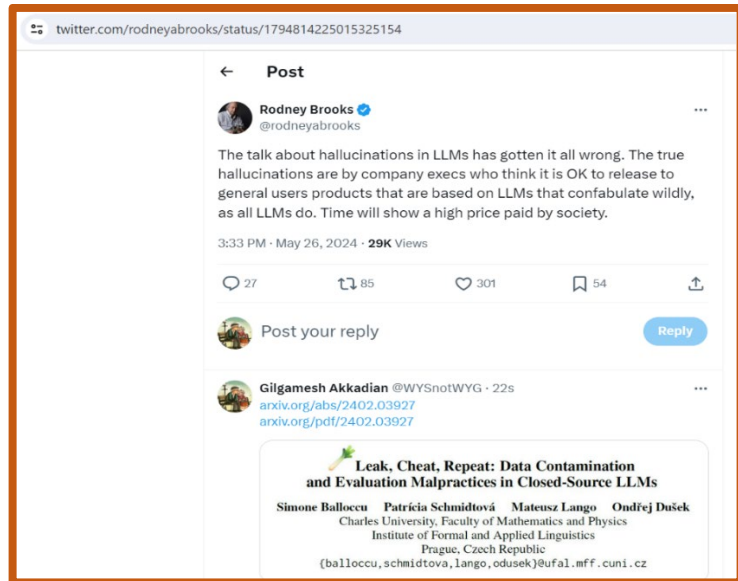 twitter.com/rodneyabrooks/status/1794814225015325154
← Post
Rodney Brooks
@rodneyabrooks
The talk about hallucinations in LLMs has gotten it all wrong. The true
hallucinations are by company execs who think it is OK to release to
general users products that are based on LLMs that confabulate wildly,
as all LLMs do. Time will show a high price paid by society.
3:33 PM · May 26, 2024 · 29K Views
27 85 301 54
Post your reply
Reply
Gilgamesh Akkadian @WYSnotWYG · 22s
arxiv.org/abs/2402.03927
arxiv.org/pdf/2402.03927
Leak, Cheat, Repeat: Data Contamination
and Evaluation Malpractices in Closed-Source LLMs
Simone Balloccu Patrícia Schmidtová Mateusz Lango Ondřej Dušek
Charles University, Faculty of Mathematics and Physics
Institute of Formal and Applied Linguistics
Prague, Czech Republic
{balloccu,schmidtova,lango,odusek}@ufal.mff.cuni.cz